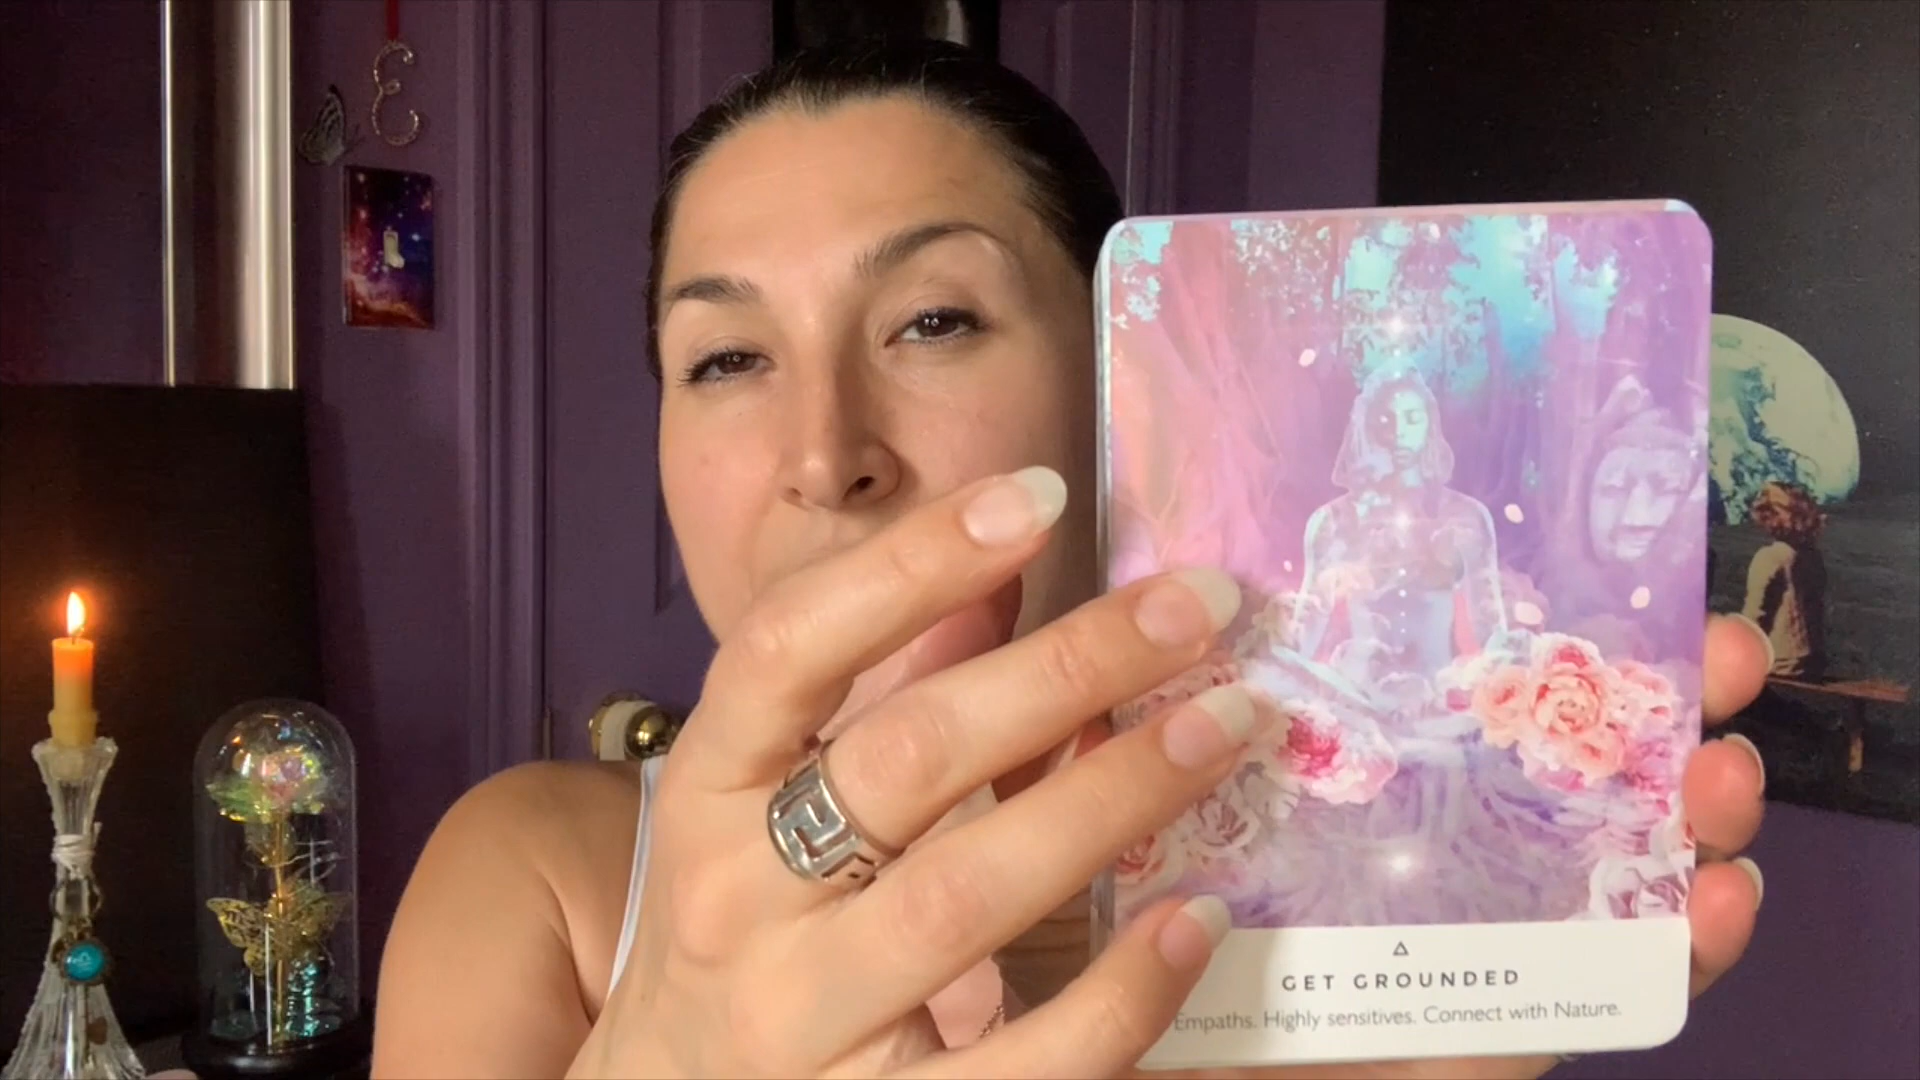 Ɛ
GET GROUNDED
Empaths. Highly sensitives. Connect with Nature.